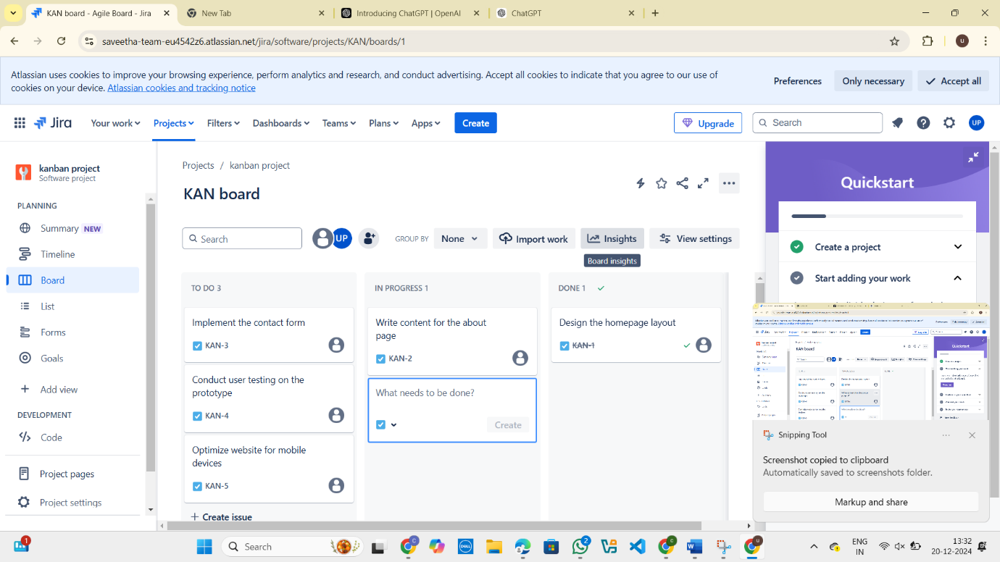 KAN board - Agile Board - Jira
New Tab
Introducing ChatGPT | OpenAI
ChatGPT
saveetha-team-eu4542z6.atlassian.net/jira/software/projects/KAN/boards/1
u
Atlassian uses cookies to improve your browsing experience, perform analytics and research, and conduct advertising. Accept all cookies to indicate that you agree to our use of
cookies on your device. Atlassian cookies and tracking notice
Preferences
Only necessary
Accept all
Jira
Your work
Projects
Filters
Dashboards
Teams
Plans
Apps
Create
Upgrade
Search
UP
kanban project
Software project
PLANNING
Summary NEW
Timeline
Board
List
Forms
Goals
Add view
DEVELOPMENT
Code
Project pages
Project settings
Projects / kanban project
KAN board
Search
UP
GROUP BY
None
Import work
Insights
View settings
Board insights
TO DO 3
Implement the contact form
KAN-3
Conduct user testing on the
prototype
KAN-4
Optimize website for mobile
devices
KAN-5
Create issue
IN PROGRESS 1
Write content for the about
page
KAN-2
What needs to be done?
Create
DONE 1
Design the homepage layout
KAN-1
Quickstart
Create a project
Start adding your work
KAN board
Quickstart
Snipping Tool
Screenshot copied to clipboard
Automatically saved to screenshots folder.
Markup and share
1
Search
C
DELL
2
C
u
ENG
IN
13:32
20-12-2024